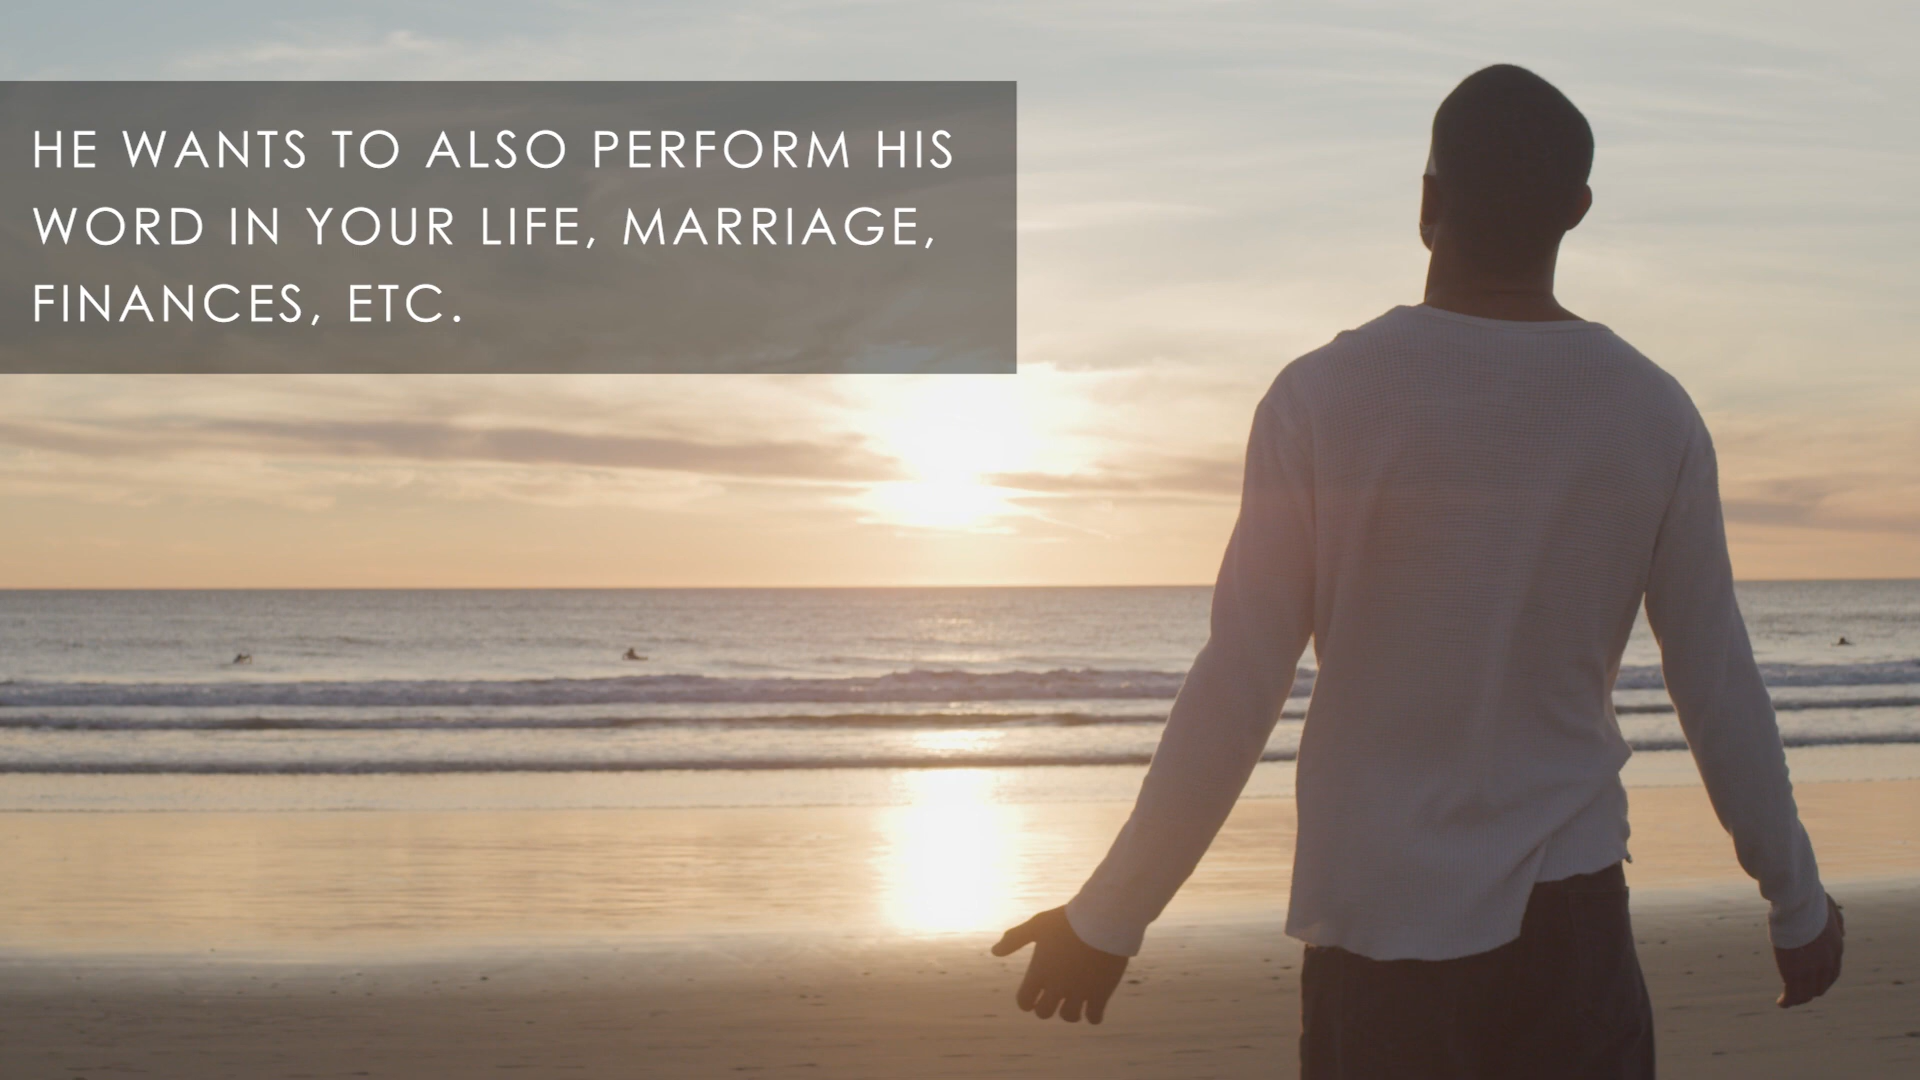 HE WANTS TO ALSO PERFORM HIS
WORD IN YOUR LIFE, MARRIAGE,
FINANCES, ETC.